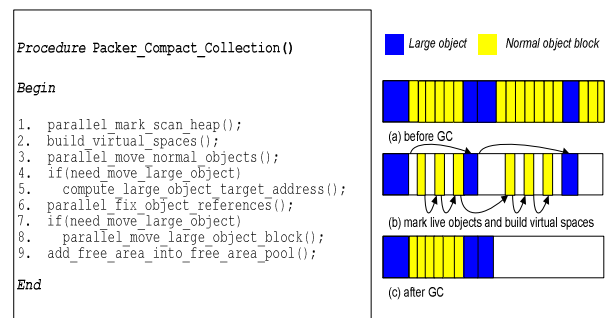 Procedure Packer_Compact_Collection()
Begin
1. parallel_mark_scan_heap();
2. build_virtual_spaces();
3. parallel_move_normal_objects();
4. if(need_move_large_object)
5. compute_large_object_target_address();
6. parallel_fix_object_references();
7. if(need_move_large_object)
8. parallel_move_large_object_block();
9. add_free_area_into_free_area_pool();
End
Large object
Normal object block
(a) before GC
(b) mark live objects and build virtual spaces
(c) after GC